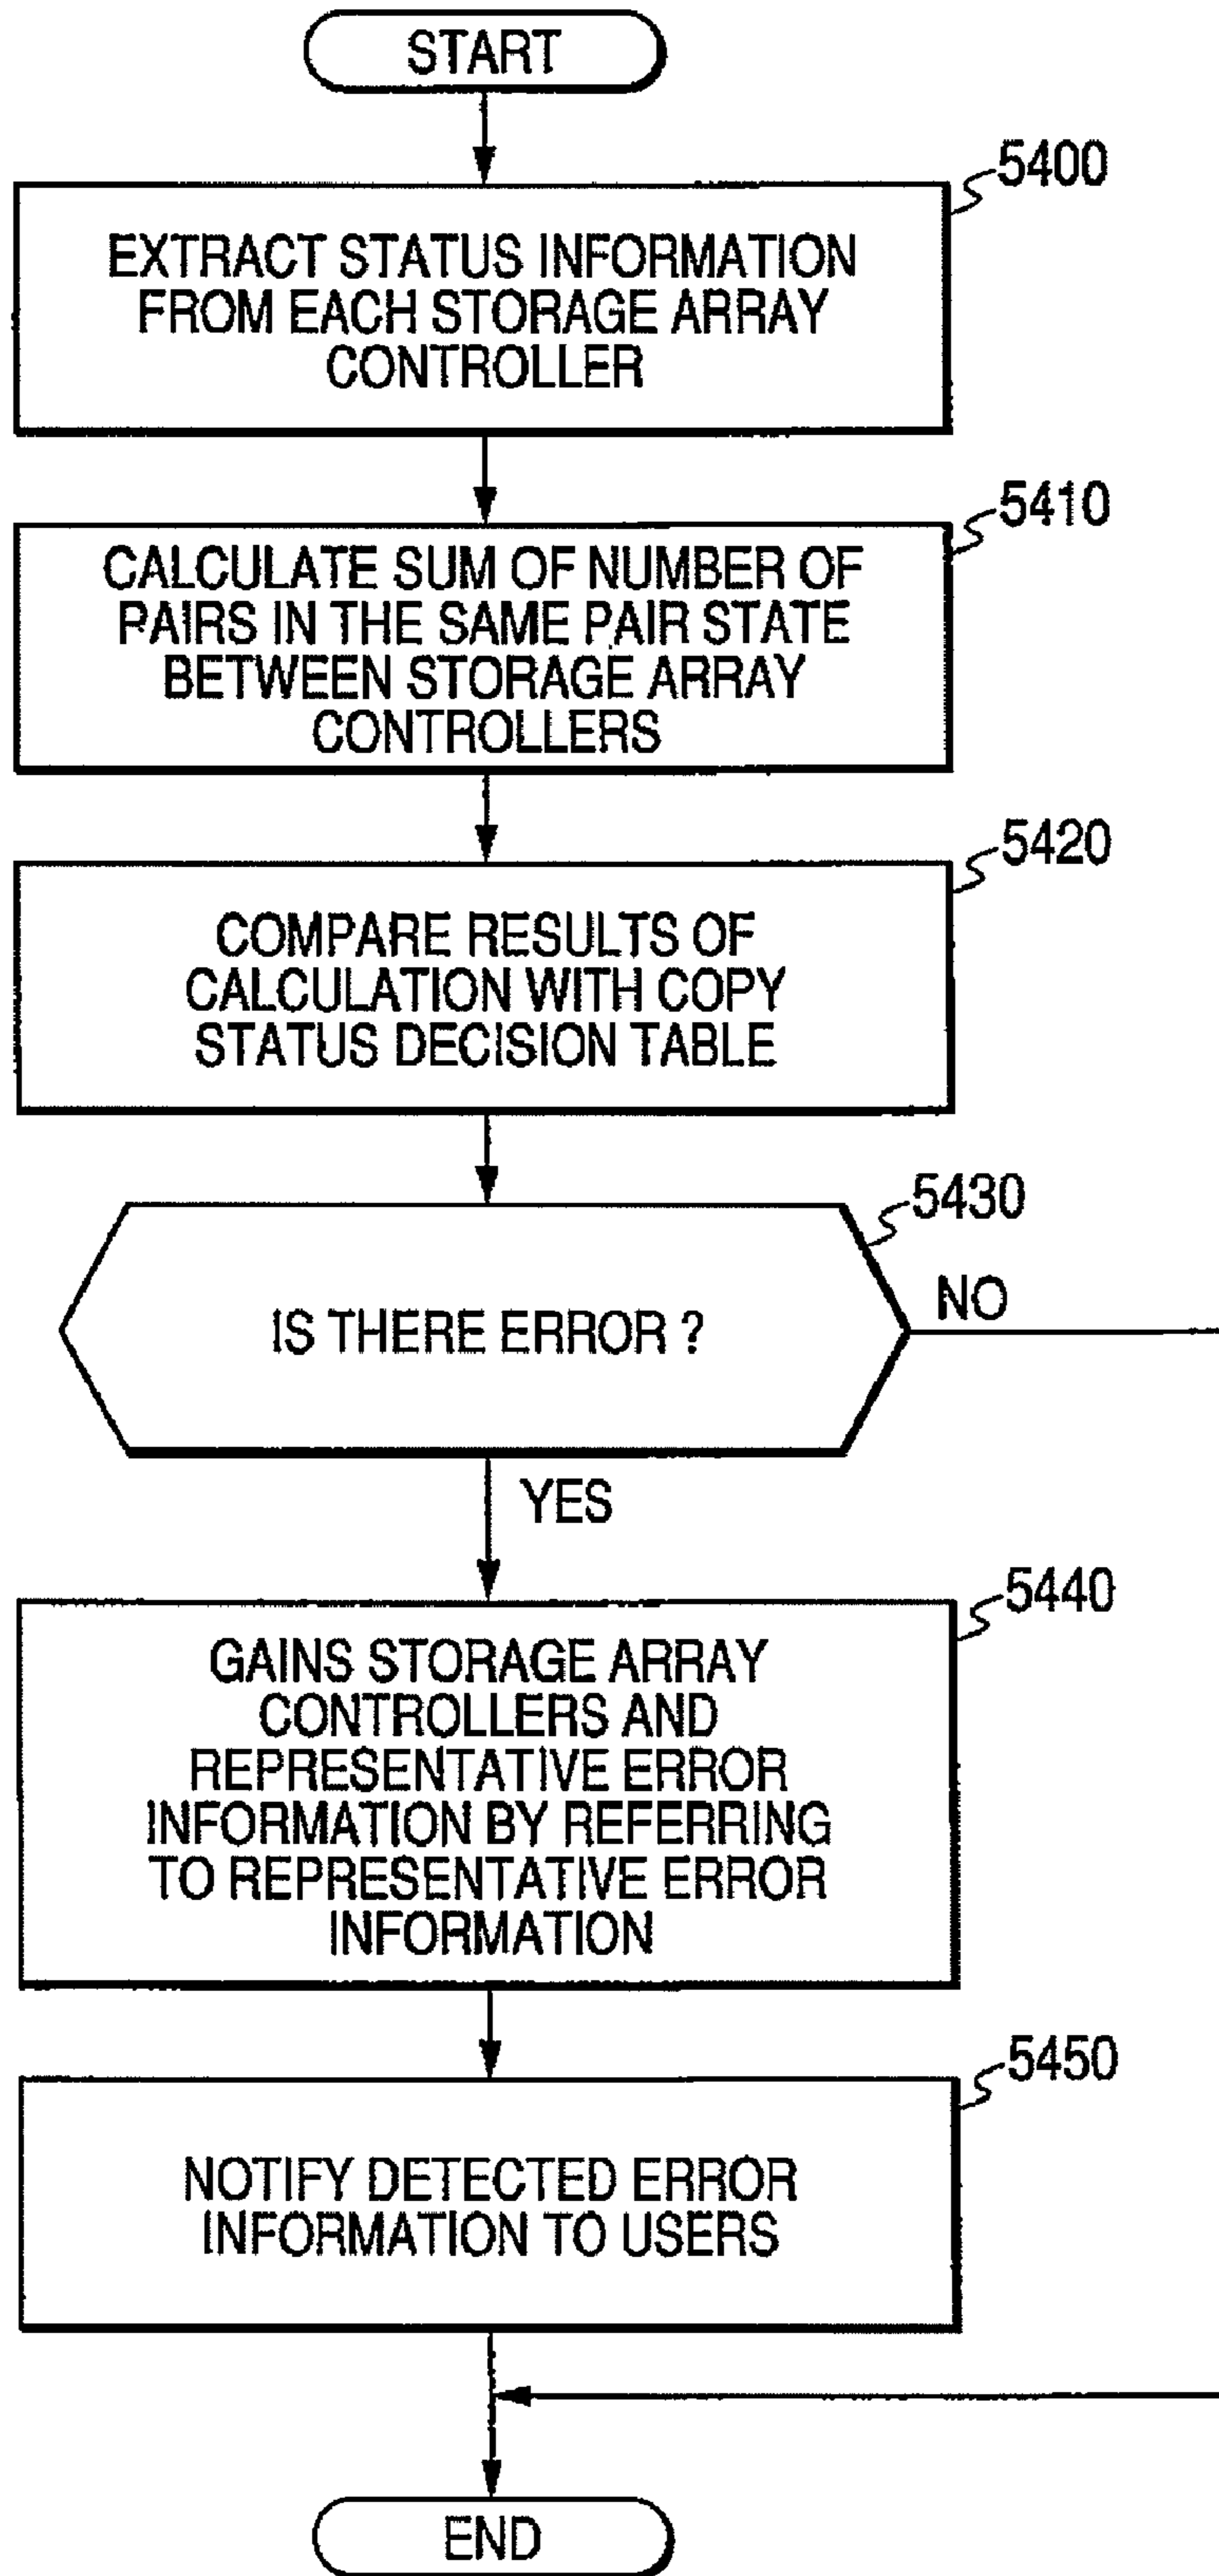 START
5400
EXTRACT STATUS INFORMATION
FROM EACH STORAGE ARRAY
CONTROLLER
5410
CALCULATE SUM OF NUMBER OF
PAIRS IN THE SAME PAIR STATE
BETWEEN STORAGE ARRAY
CONTROLLERS
5420
COMPARE RESULTS OF
CALCULATION WITH COPY
STATUS DECISION TABLE
5430
IS THERE ERROR ?
NO
YES
5440
GAINS STORAGE ARRAY
CONTROLLERS AND
REPRESENTATIVE ERROR
INFORMATION BY REFERRING
TO REPRESENTATIVE ERROR
INFORMATION
5450
NOTIFY DETECTED ERROR
INFORMATION TO USERS
END